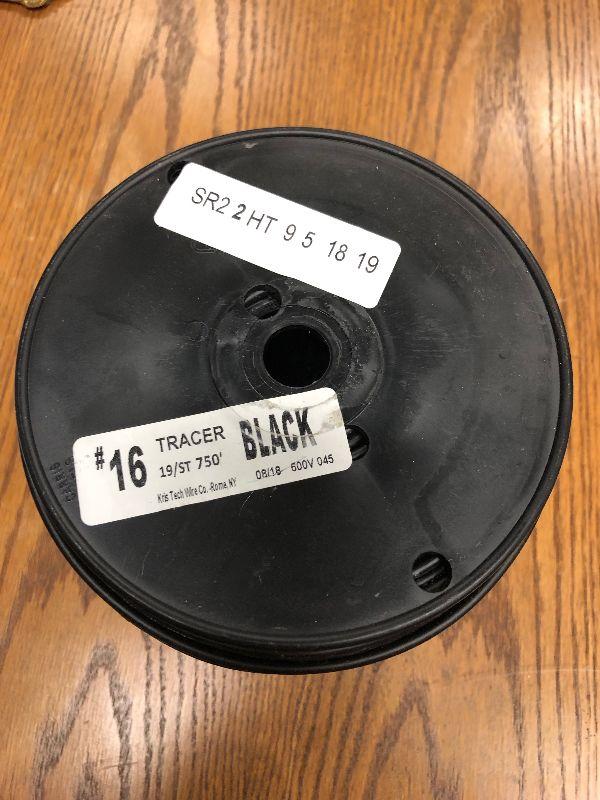 SR2 2 HT 9 5 18 19
#16 TRACER BLACK
19/ST 750' 08/18 600V 045
Kris Tech Wire Co. -Rome, NY